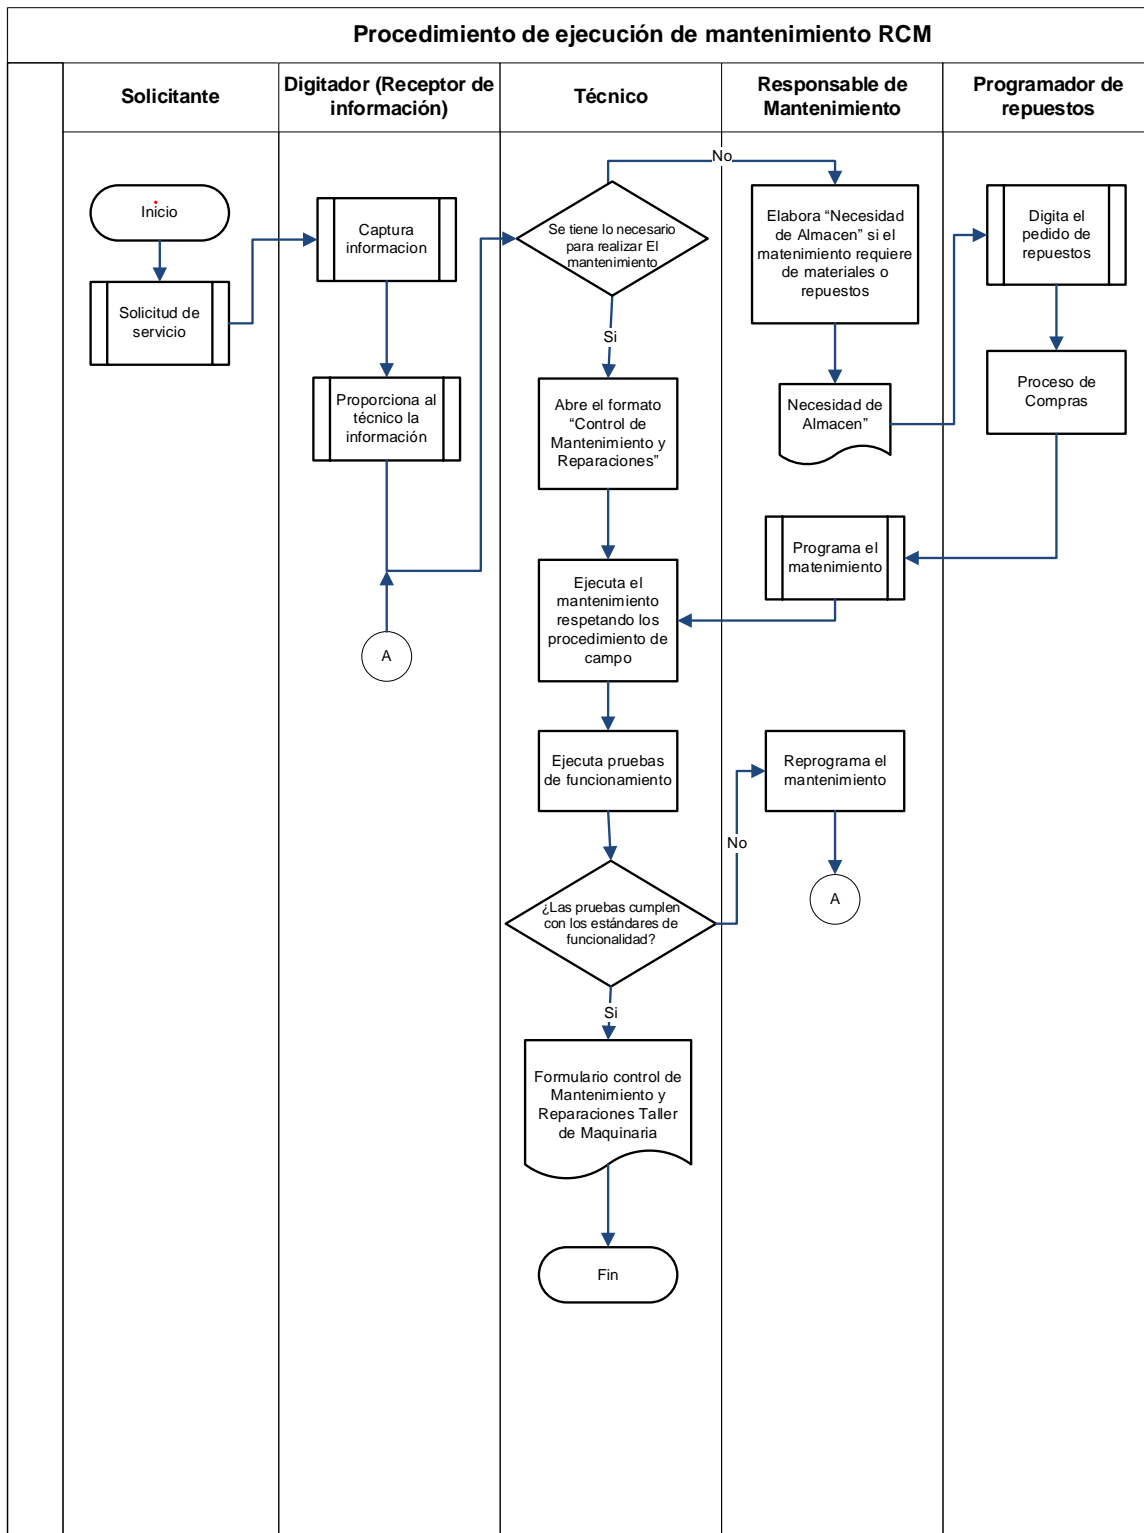 Procedimiento de ejecución de mantenimiento RCM
Solicitante
Digitador (Receptor de
información)
Técnico
Responsable de
Mantenimiento
Programador de
repuestos
Inicio
Solicitud de
servicio
Captura
informacion
Proporciona al
técnico la
información
A
No
Se tiene lo necesario
para realizar El
mantenimiento
Si
Abre el formato
“Control de
Mantenimiento y
Reparaciones”
Ejecuta el
mantenimiento
respetando los
procedimiento de
campo
Ejecuta pruebas
de funcionamiento
¿Las pruebas cumplen
con los estándares de
funcionalidad?
No
Si
Formulario control de
Mantenimiento y
Reparaciones Taller
de Maquinaria
Fin
Elabora “Necesidad
de Almacen” si el
matenimiento requiere
de materiales o
repuestos
Necesidad de
Almacen”
Programa el
matenimiento
Reprograma el
mantenimiento
A
Digita el
pedido de
repuestos
Proceso de
Compras